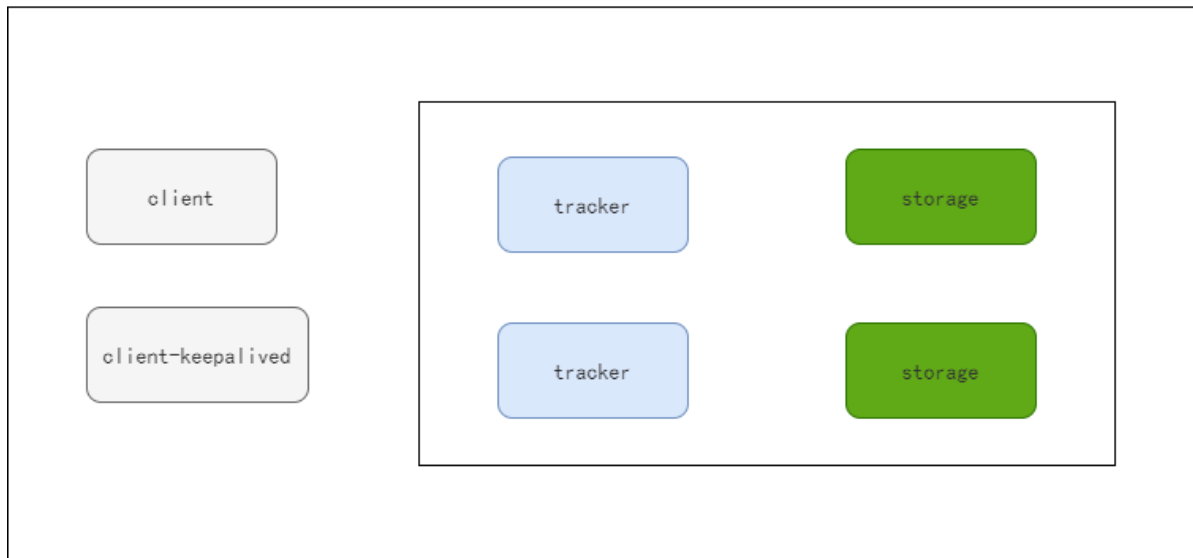 client
tracker
storage
client-keepalived
tracker
storage